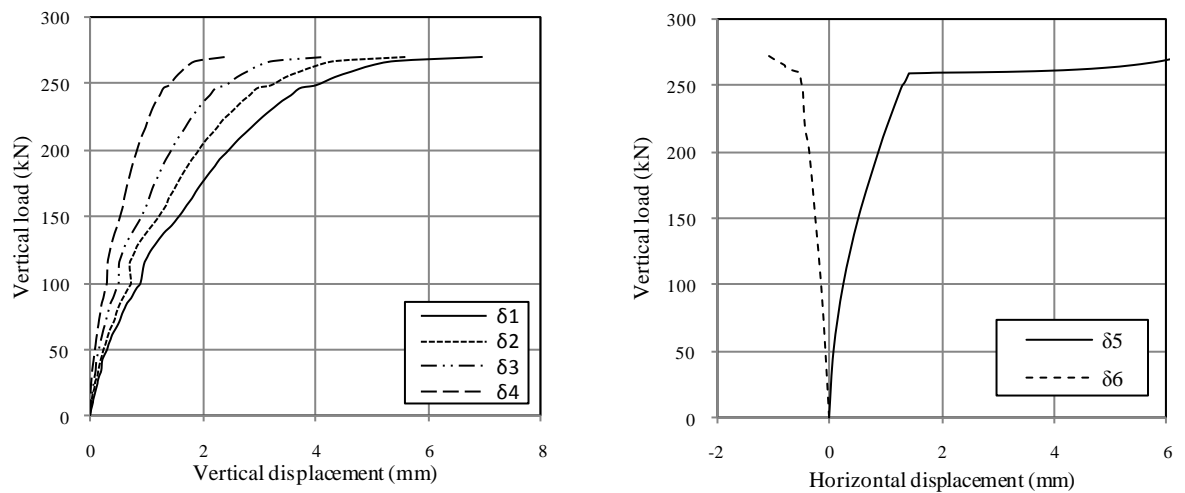 300
250
200
150
100
50
0
Vertical load (kN)
0 2 4 6 8
Vertical displacement (mm)
δ1
δ2
δ3
δ4
300
250
200
150
100
50
0
Vertical load (kN)
-2 0 2 4 6
Horizontal displacement (mm)
δ5
δ6